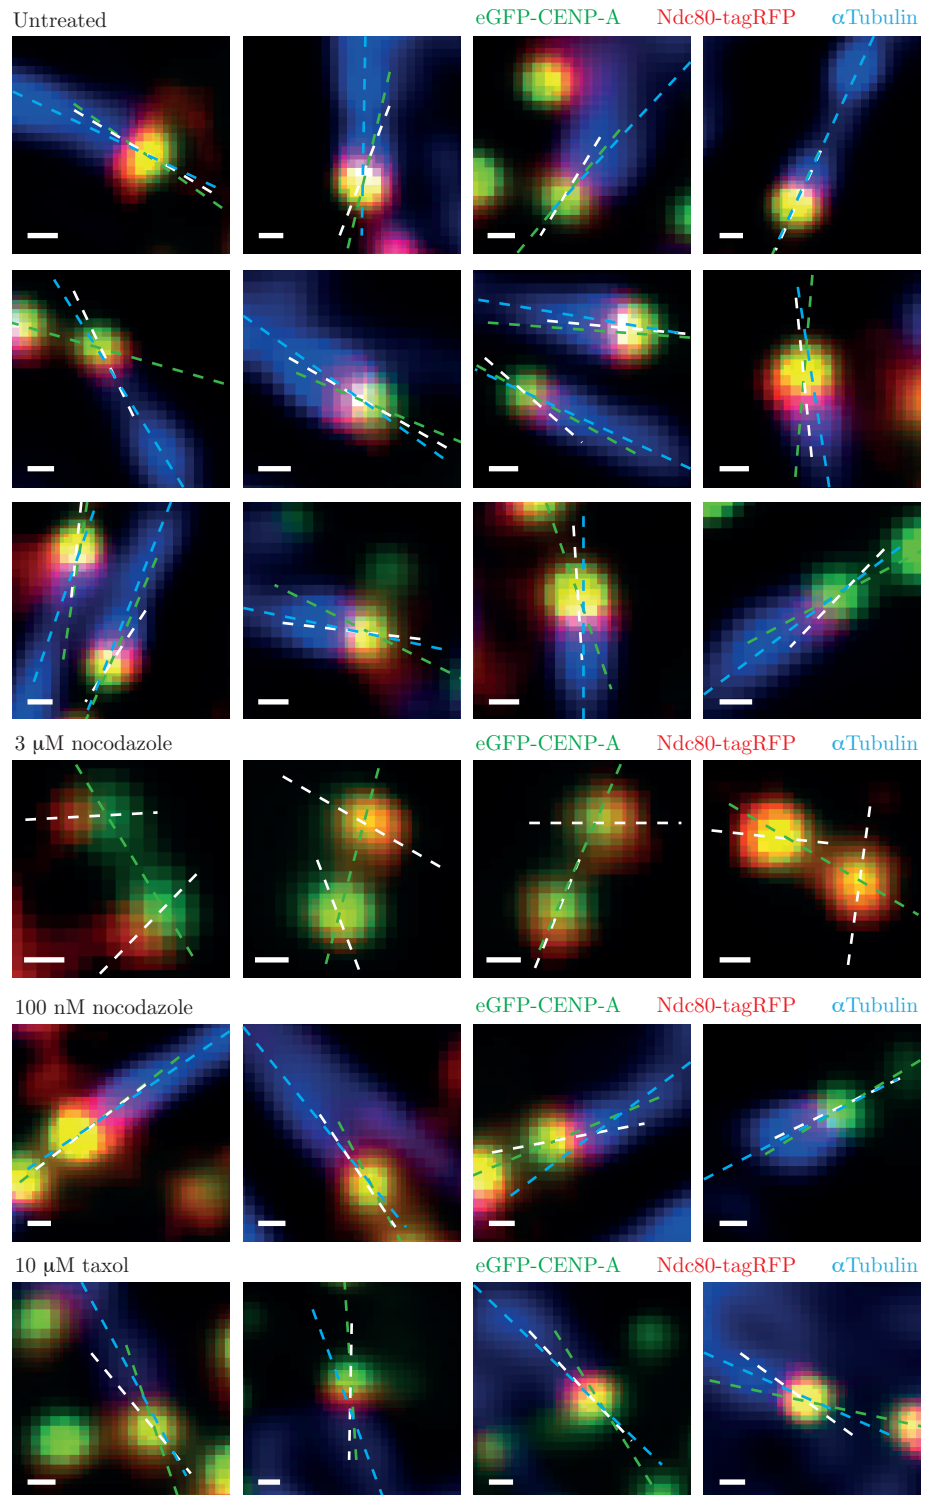 Untreated eGFP-CENP-A Ndc80-tagRFP αTubulin
3 μM nocodazole eGFP-CENP-A Ndc80-tagRFP αTubulin
100 nM nocodazole eGFP-CENP-A Ndc80-tagRFP αTubulin
10 μM taxol eGFP-CENP-A Ndc80-tagRFP αTubulin